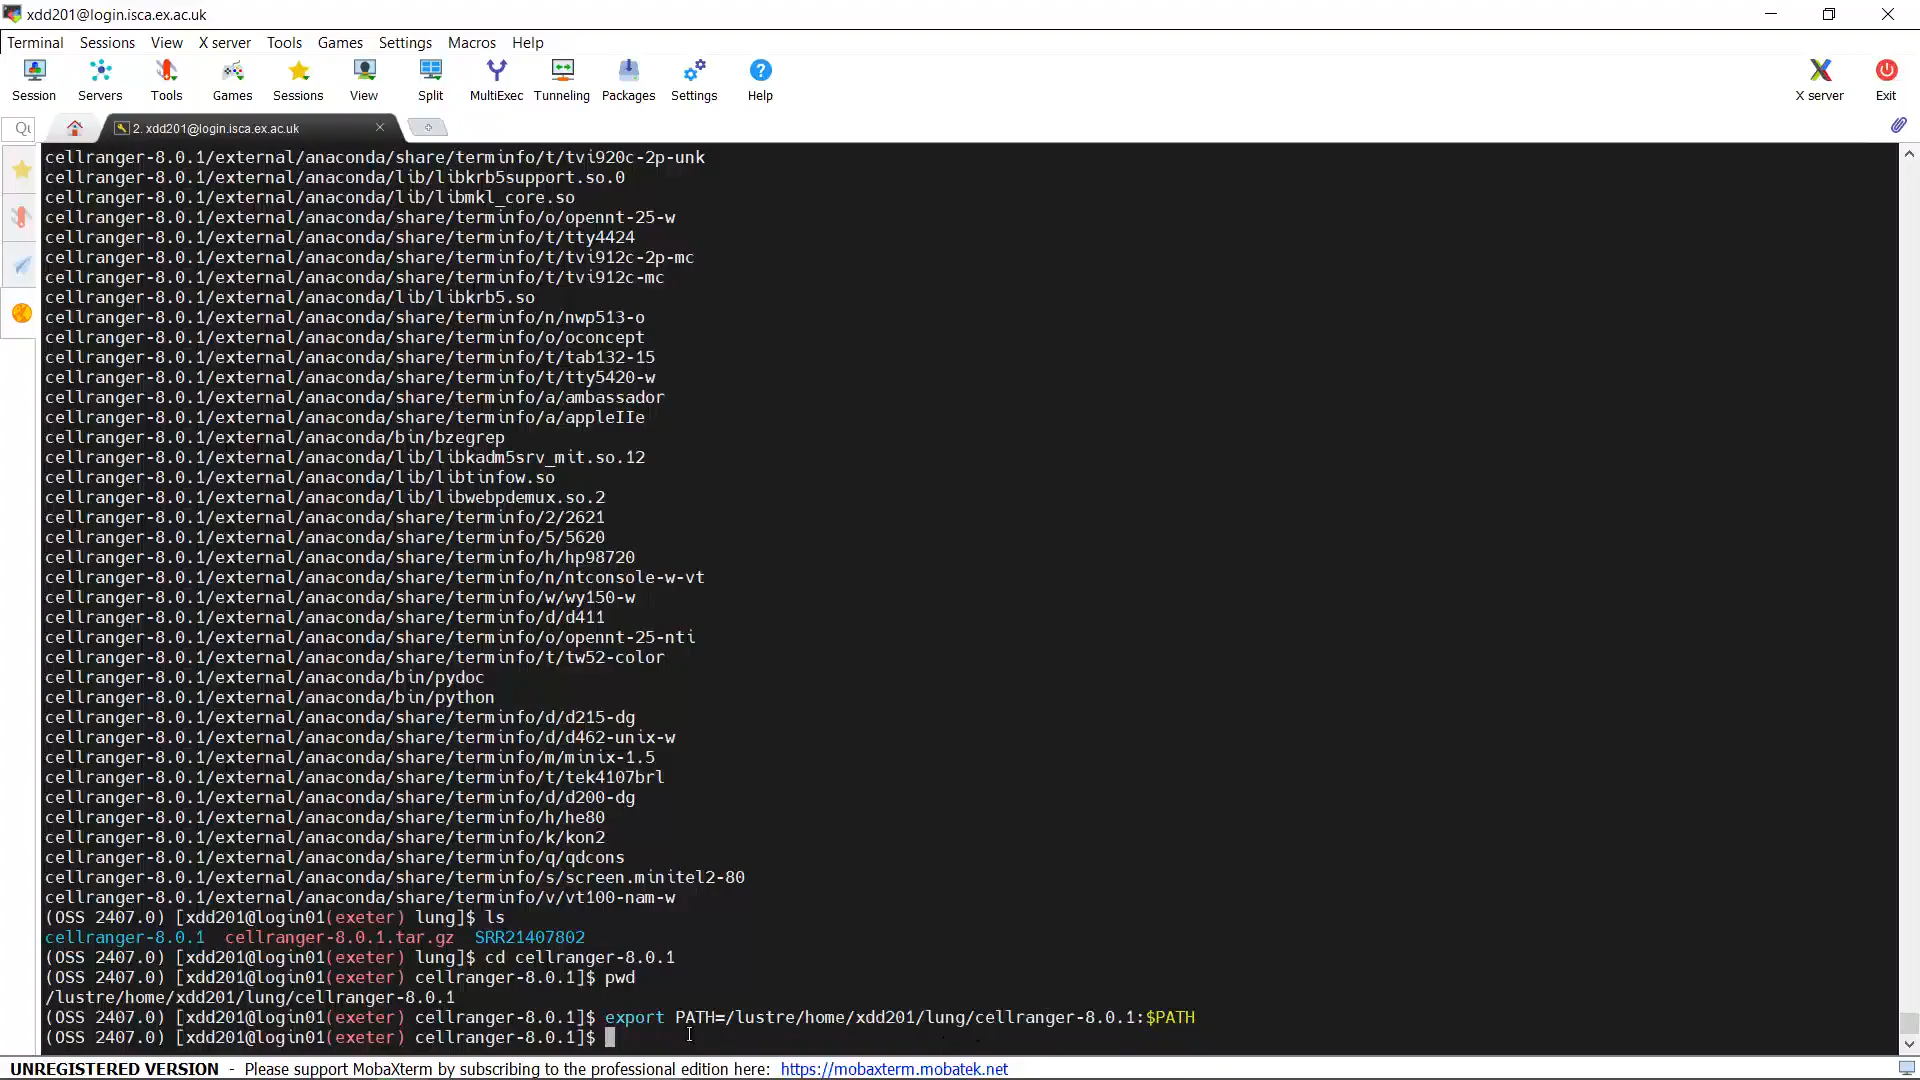 xdd201@login.isca.ex.ac.uk
Terminal Sessions View X server Tools Games Settings Macros Help
Session Servers Tools Games Sessions View Split MultiExec Tunneling Packages Settings Help X server Exit
2. xdd201@login.isca.ex.ac.uk
cellranger-8.0.1/external/anaconda/share/terminfo/t/tvi920c-2p-unk
cellranger-8.0.1/external/anaconda/lib/libkrb5support.so.0
cellranger-8.0.1/external/anaconda/lib/libmkl_core.so
cellranger-8.0.1/external/anaconda/share/terminfo/o/opennt-25-w
cellranger-8.0.1/external/anaconda/share/terminfo/t/tty4424
cellranger-8.0.1/external/anaconda/share/terminfo/t/tvi912c-2p-mc
cellranger-8.0.1/external/anaconda/share/terminfo/t/tvi912c-mc
cellranger-8.0.1/external/anaconda/lib/libkrb5.so
cellranger-8.0.1/external/anaconda/share/terminfo/n/nwp513-o
cellranger-8.0.1/external/anaconda/share/terminfo/o/oconcept
cellranger-8.0.1/external/anaconda/share/terminfo/t/tab132-15
cellranger-8.0.1/external/anaconda/share/terminfo/t/tty5420-w
cellranger-8.0.1/external/anaconda/share/terminfo/a/ambassador
cellranger-8.0.1/external/anaconda/share/terminfo/a/appleIIe
cellranger-8.0.1/external/anaconda/bin/bzegrep
cellranger-8.0.1/external/anaconda/lib/libkadm5srv_mit.so.12
cellranger-8.0.1/external/anaconda/lib/libtinfow.so
cellranger-8.0.1/external/anaconda/lib/libwebpdemux.so.2
cellranger-8.0.1/external/anaconda/share/terminfo/2/2621
cellranger-8.0.1/external/anaconda/share/terminfo/5/5620
cellranger-8.0.1/external/anaconda/share/terminfo/h/hp98720
cellranger-8.0.1/external/anaconda/share/terminfo/n/ntconsole-w-vt
cellranger-8.0.1/external/anaconda/share/terminfo/w/wy150-w
cellranger-8.0.1/external/anaconda/share/terminfo/d/d411
cellranger-8.0.1/external/anaconda/share/terminfo/o/opennt-25-nti
cellranger-8.0.1/external/anaconda/share/terminfo/t/tw52-color
cellranger-8.0.1/external/anaconda/bin/pydoc
cellranger-8.0.1/external/anaconda/bin/python
cellranger-8.0.1/external/anaconda/share/terminfo/d/d215-dg
cellranger-8.0.1/external/anaconda/share/terminfo/d/d462-unix-w
cellranger-8.0.1/external/anaconda/share/terminfo/m/minix-1.5
cellranger-8.0.1/external/anaconda/share/terminfo/t/tek4107brl
cellranger-8.0.1/external/anaconda/share/terminfo/d/d200-dg
cellranger-8.0.1/external/anaconda/share/terminfo/h/he80
cellranger-8.0.1/external/anaconda/share/terminfo/k/kon2
cellranger-8.0.1/external/anaconda/share/terminfo/q/qdcons
cellranger-8.0.1/external/anaconda/share/terminfo/s/screen.minitel2-80
cellranger-8.0.1/external/anaconda/share/terminfo/v/vt100-nam-w
(OSS 2407.0) [xdd201@login01(exeter) lung]$ ls
cellranger-8.0.1 cellranger-8.0.1.tar.gz SRR21407802
(OSS 2407.0) [xdd201@login01(exeter) lung]$ cd cellranger-8.0.1
(OSS 2407.0) [xdd201@login01(exeter) cellranger-8.0.1]$ pwd
/lustre/home/xdd201/lung/cellranger-8.0.1
(OSS 2407.0) [xdd201@login01(exeter) cellranger-8.0.1]$ export PATH=/lustre/home/xdd201/lung/cellranger-8.0.1:$PATH
(OSS 2407.0) [xdd201@login01(exeter) cellranger-8.0.1]$
UNREGISTERED VERSION - Please support MobaXterm by subscribing to the professional edition here: https://mobaxterm.mobatek.net